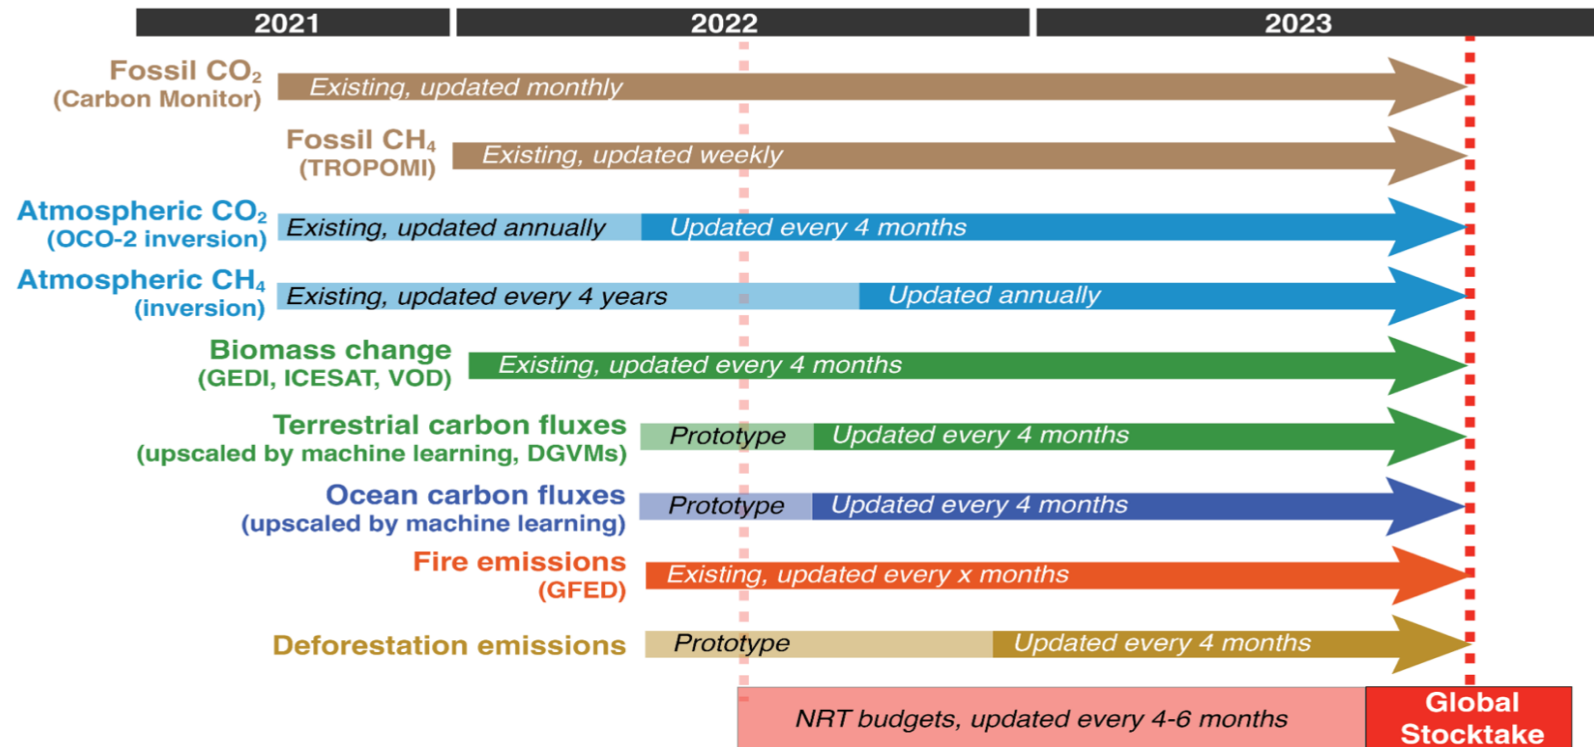 2021 2022 2023
Fossil CO₂
(Carbon Monitor)
Existing, updated monthly
Fossil CH₄
(TROPOMI)
Existing, updated weekly
Atmospheric CO₂
(OCO-2 inversion)
Existing, updated annually Updated every 4 months
Atmospheric CH₄
(inversion)
Existing, updated every 4 years Updated annually
Biomass change
(GEDI, ICESAT, VOD)
Existing, updated every 4 months
Terrestrial carbon fluxes
(upscaled by machine learning, DGVMs)
Prototype Updated every 4 months
Ocean carbon fluxes
(upscaled by machine learning)
Prototype Updated every 4 months
Fire emissions
(GFED)
Existing, updated every x months
Deforestation emissions
Prototype Updated every 4 months
NRT budgets, updated every 4-6 months
Global
Stocktake